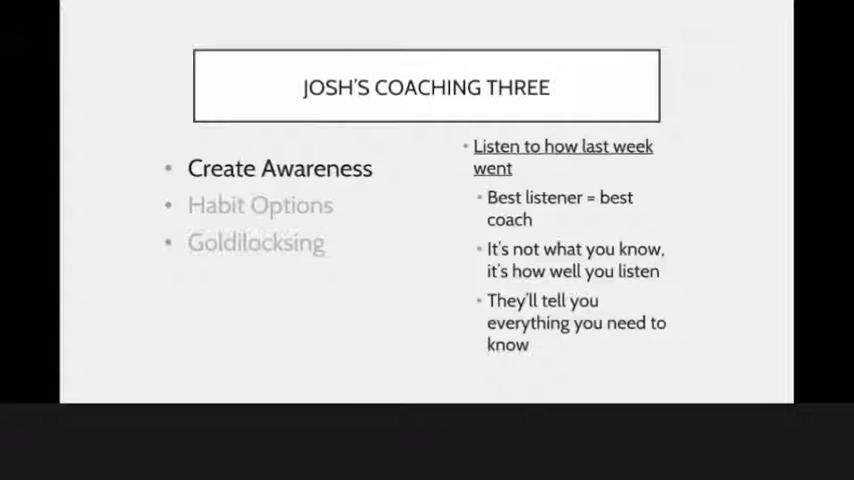 JOSH'S COACHING THREE
• Create Awareness
• Habit Options
• Goldilocksing
• Listen to how last week
went
• Best listener = best
coach
• It's not what you know,
it's how well you listen
• They'll tell you
everything you need to
know